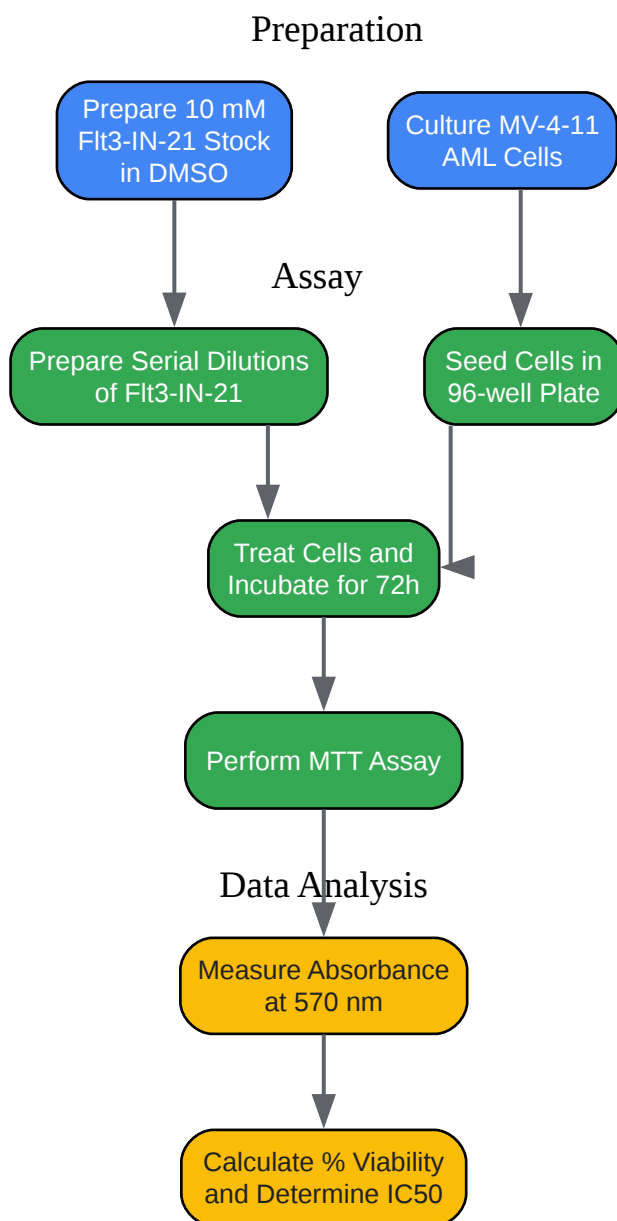 Preparation
Prepare 10 mM
Flt3-IN-21 Stock
in DMSO
Culture MV-4-11
AML Cells
Assay
Prepare Serial Dilutions
of Flt3-IN-21
Seed Cells in
96-well Plate
Treat Cells and
Incubate for 72h
Perform MTT Assay
Data Analysis
Measure Absorbance
at 570 nm
Calculate % Viability
and Determine IC50